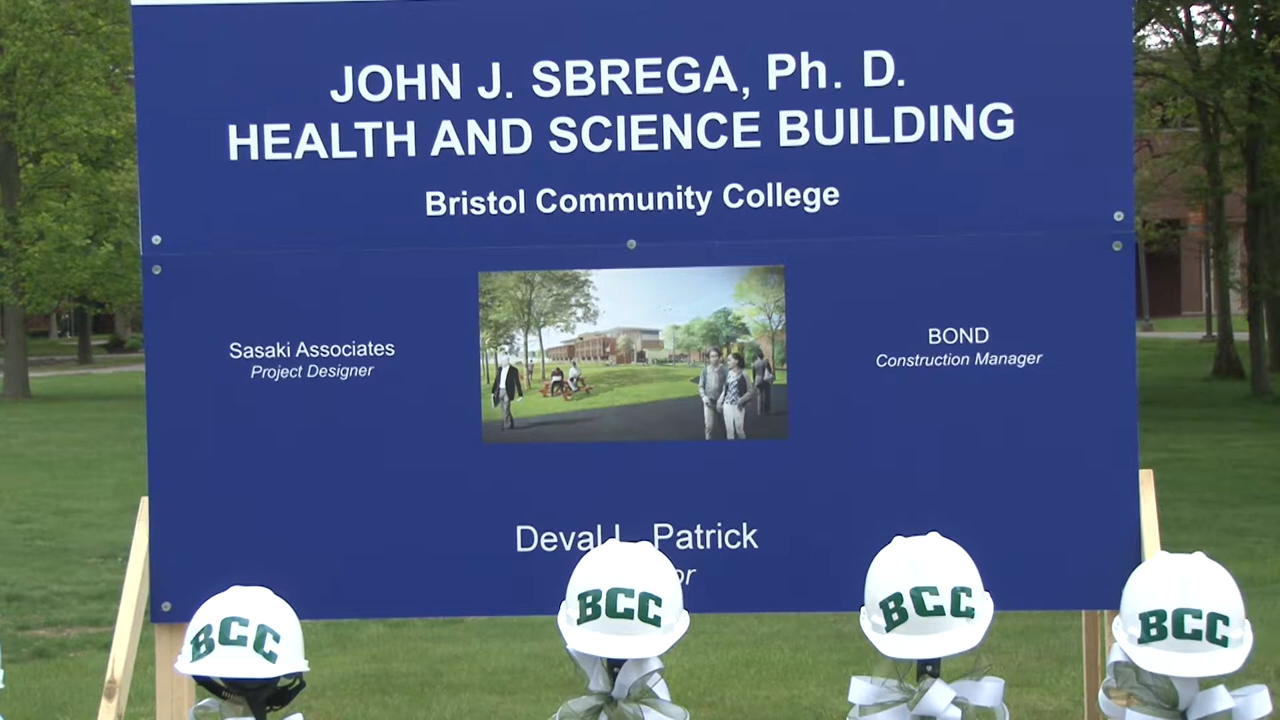 JOHN J. SBREGA, Ph. D.
HEALTH AND SCIENCE BUILDING
Bristol Community College
Sasaki Associates
Project Designer
BOND
Construction Manager
Deval L. Patrick
BCC
BCC
BCC
BCC